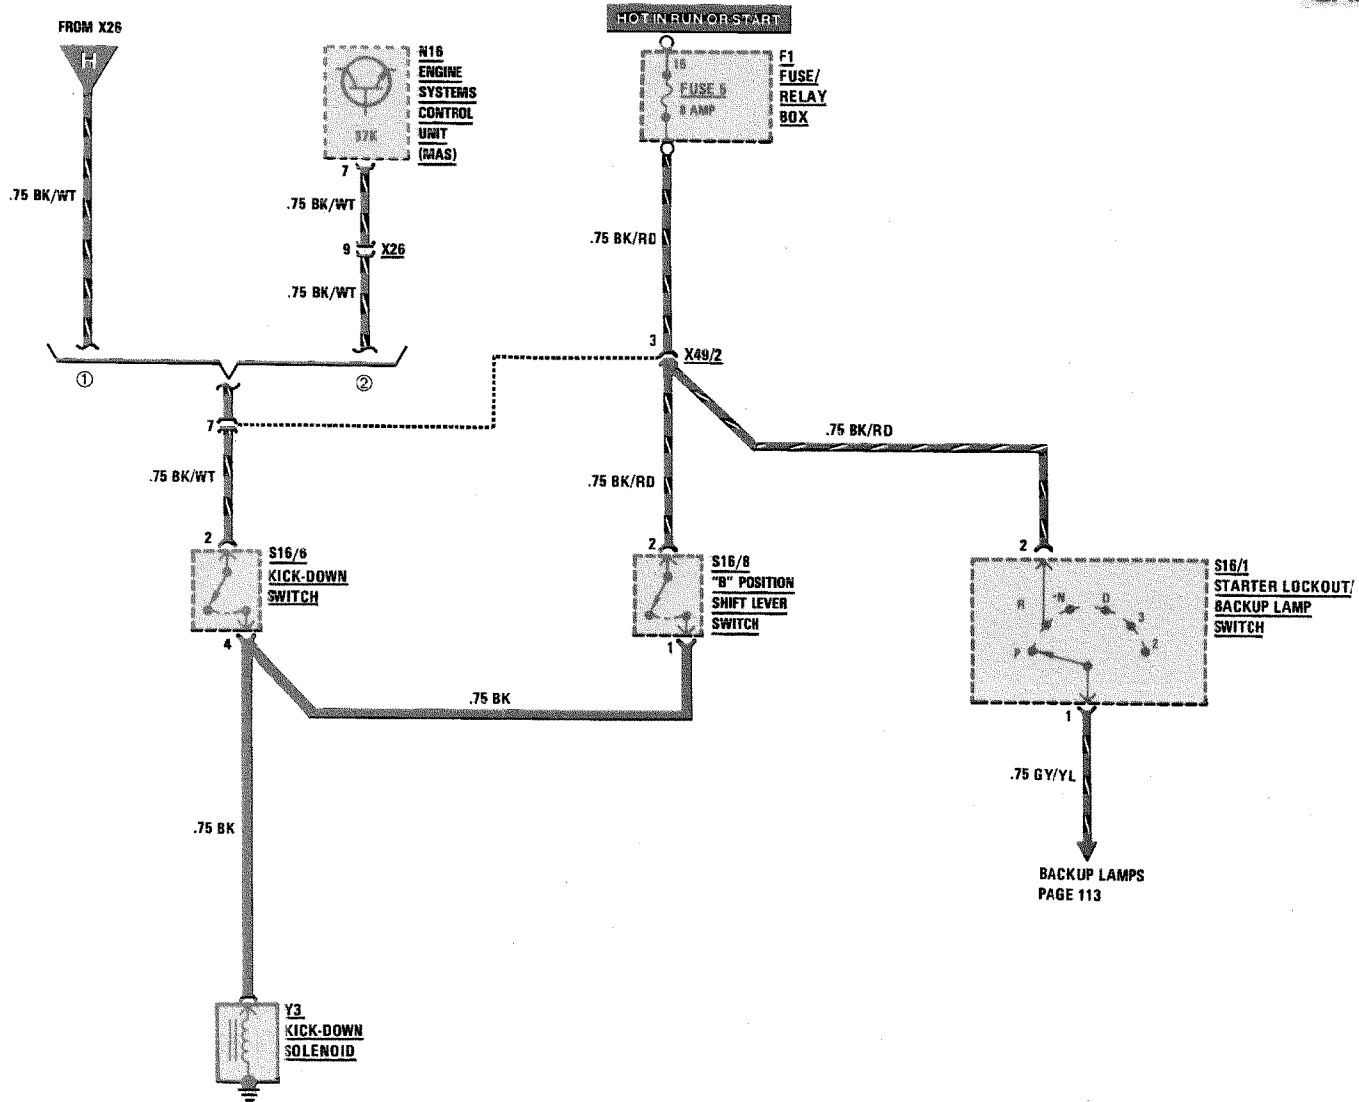 FROM X26
H
.75 BK/WT
①
N16
ENGINE
SYSTEMS
CONTROL
UNIT
(MAS)
97K
7
.75 BK/WT
9 X26
.75 BK/WT
②
7
.75 BK/WT
2
S16/6
KICK-DOWN
SWITCH
4
.75 BK
.75 BK
Y3
KICK-DOWN
SOLENOID
HOT IN RUN OR START
16
FUSE 5
8 AMP
F1
FUSE/
RELAY
BOX
.75 BK/RD
3
X49/2
.75 BK/RD
.75 BK/RD
2
S16/8
"B" POSITION
SHIFT LEVER
SWITCH
1
2
S16/1
STARTER LOCKOUT/
BACKUP LAMP
SWITCH
P
R
N
D
3
2
1
.75 GY/YL
BACKUP LAMPS
PAGE 113